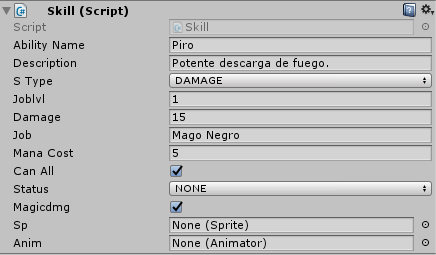 Skill (Script)
Script Skill
Ability Name Piro
Description Potente descarga de fuego.
S Type DAMAGE
Joblvl 1
Damage 15
Job Mago Negro
Mana Cost 5
Can All
Status NONE
Magicdmg
Sp None (Sprite)
Anim None (Animator)